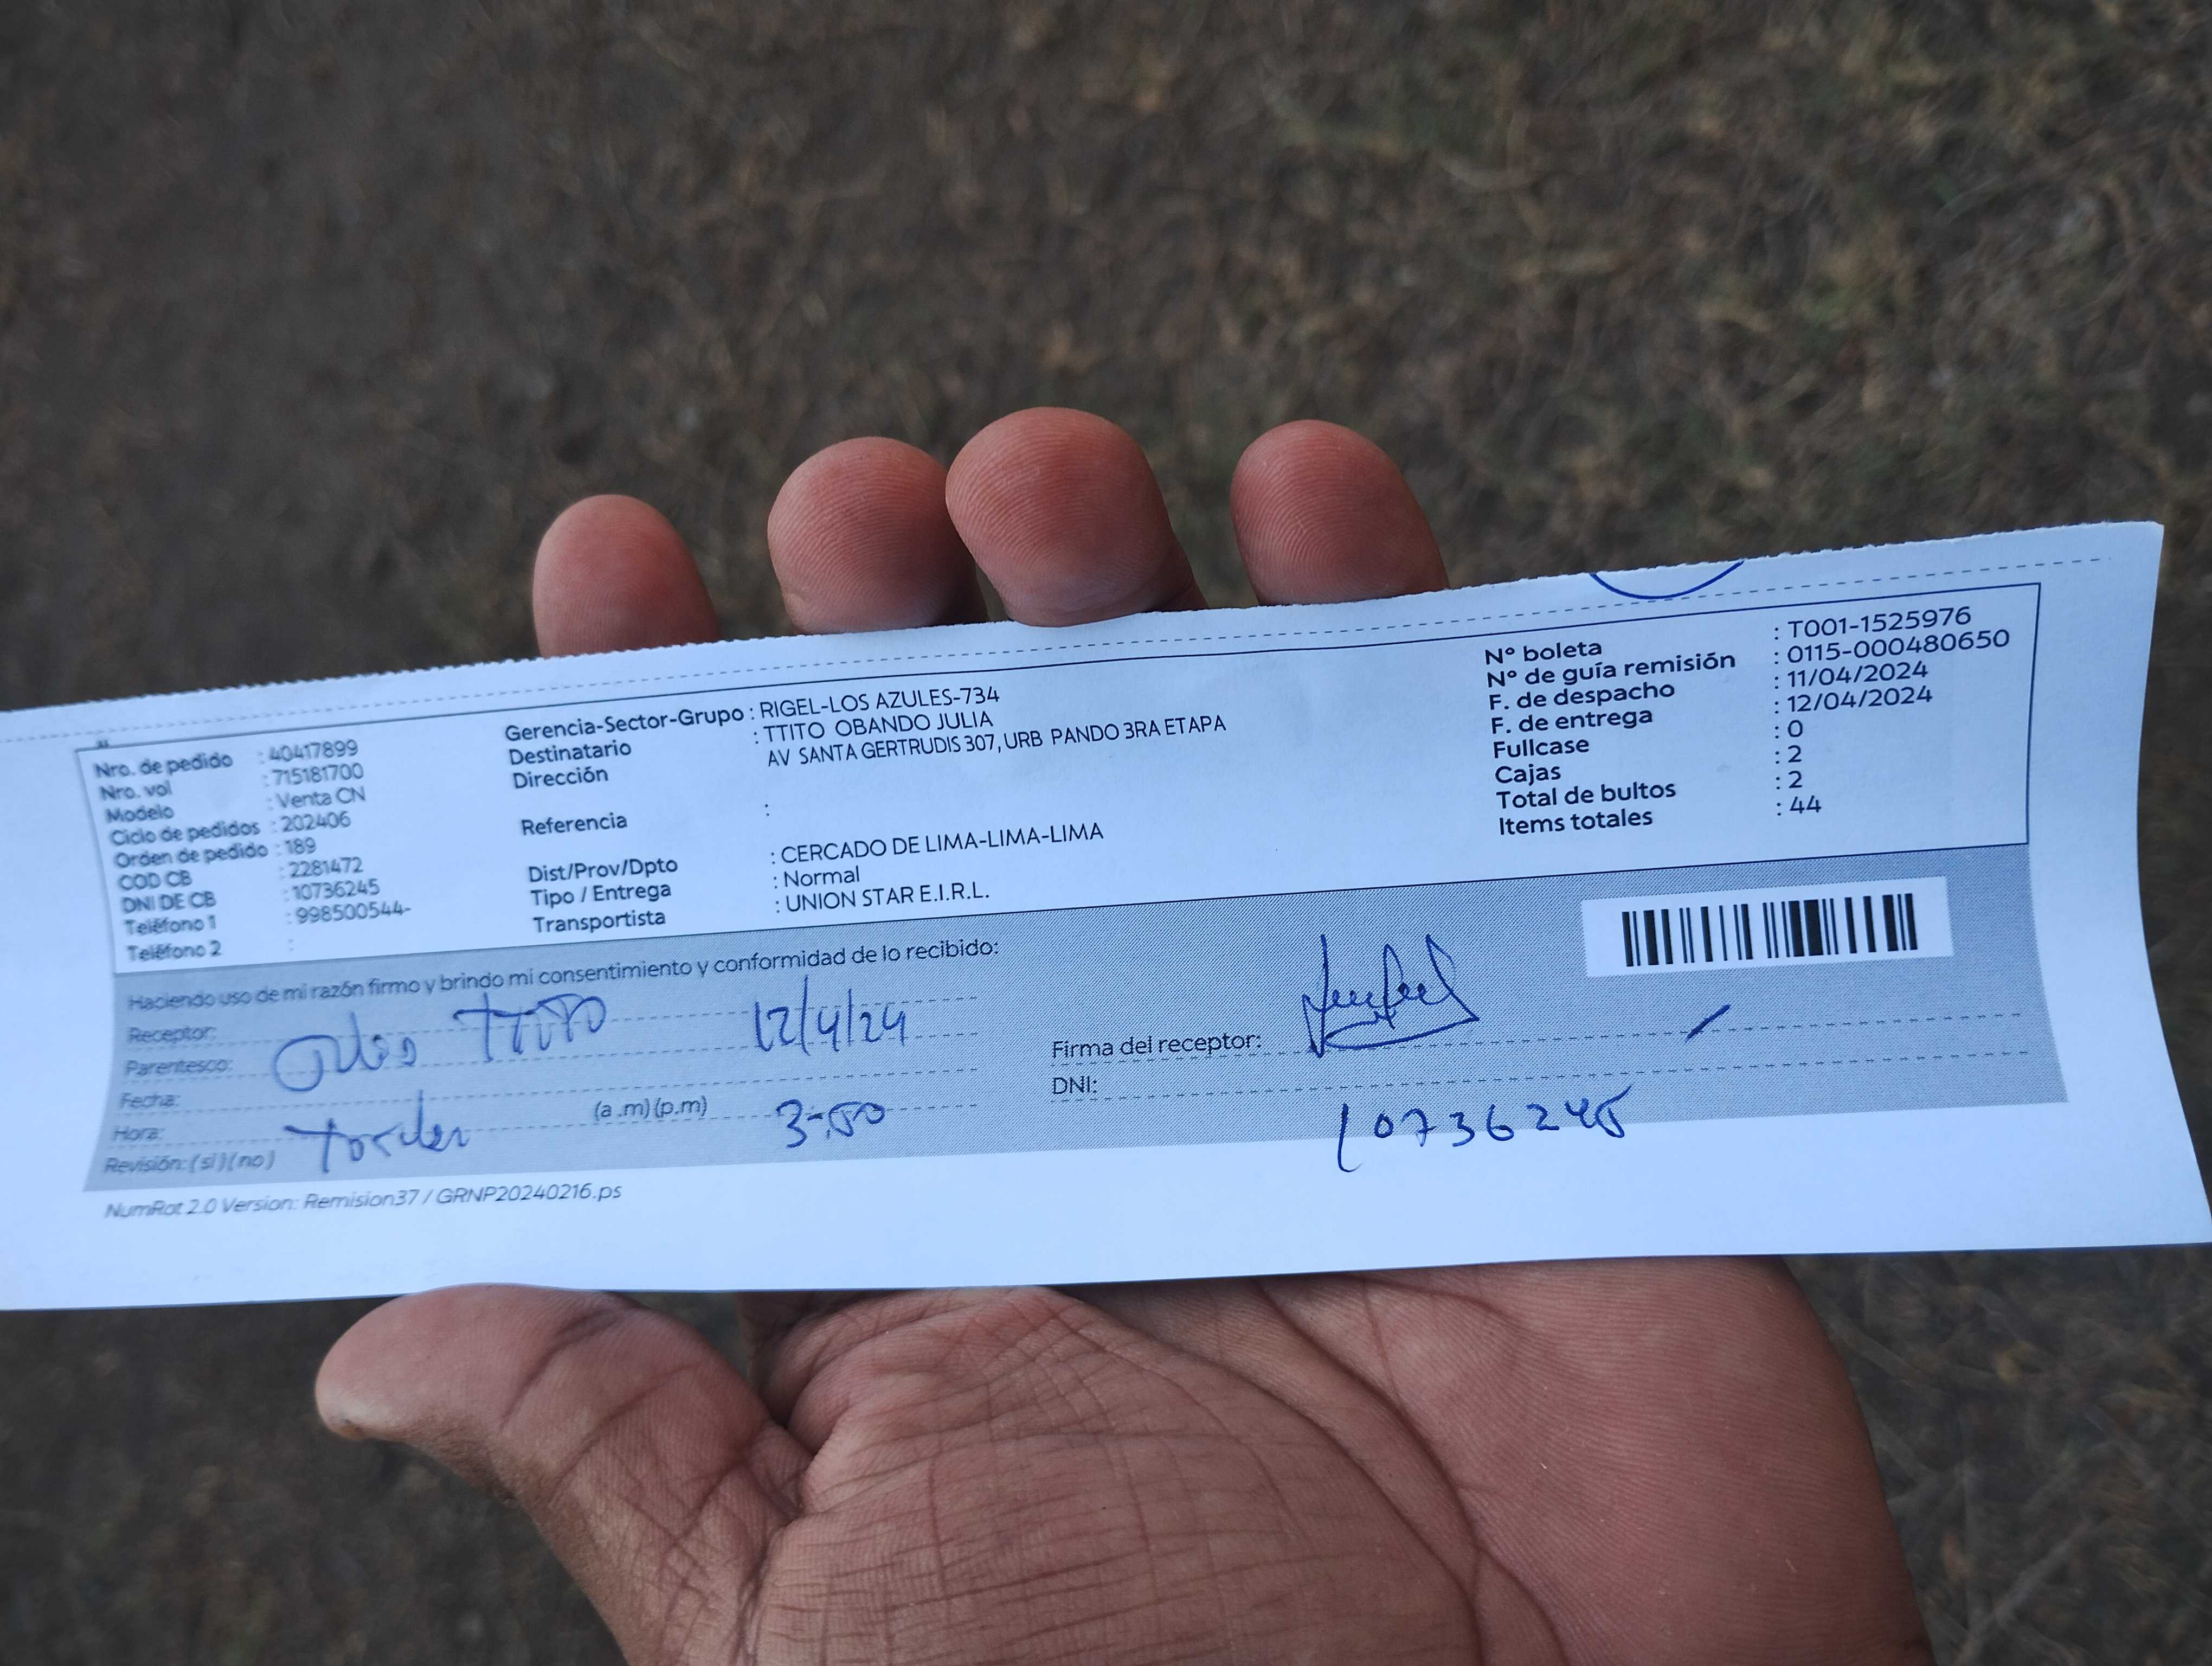 Nro. de pedido : 40417899
Nro. vol : 715181700
Modelo : Venta CN
Ciclo de pedidos : 202406
Orden de pedido : 189
COD CB : 2281472
DNI DE CB : 10736245
Teléfono 1 : 998500544-
Teléfono 2 :
Gerencia-Sector-Grupo : RIGEL-LOS AZULES-734
Destinatario : TTITO OBANDO JULIA
Dirección AV SANTA GERTRUDIS 307, URB PANDO 3RA ETAPA
Referencia :
Dist/Prov/Dpto : CERCADO DE LIMA-LIMA-LIMA
Tipo / Entrega : Normal
Transportista : UNION STAR E.I.R.L.
Nº boleta : T001-1525976
Nº de guía remisión : 0115-000480650
F. de despacho : 11/04/2024
F. de entrega : 12/04/2024
Fullcase : 0
Cajas : 2
Total de bultos : 2
Items totales : 44
Haciendo uso de mi razón firmo y brindo mi consentimiento y conformidad de lo recibido:
Receptor:
Parentesco: TTITO 12/4/24
Fecha:
Hora: (a.m)(p.m) 3:50
Revisión: (si)(no)
Firma del receptor:
DNI:
10736245
NumRot 2.0 Version: Remision37 / GRNP20240216.ps